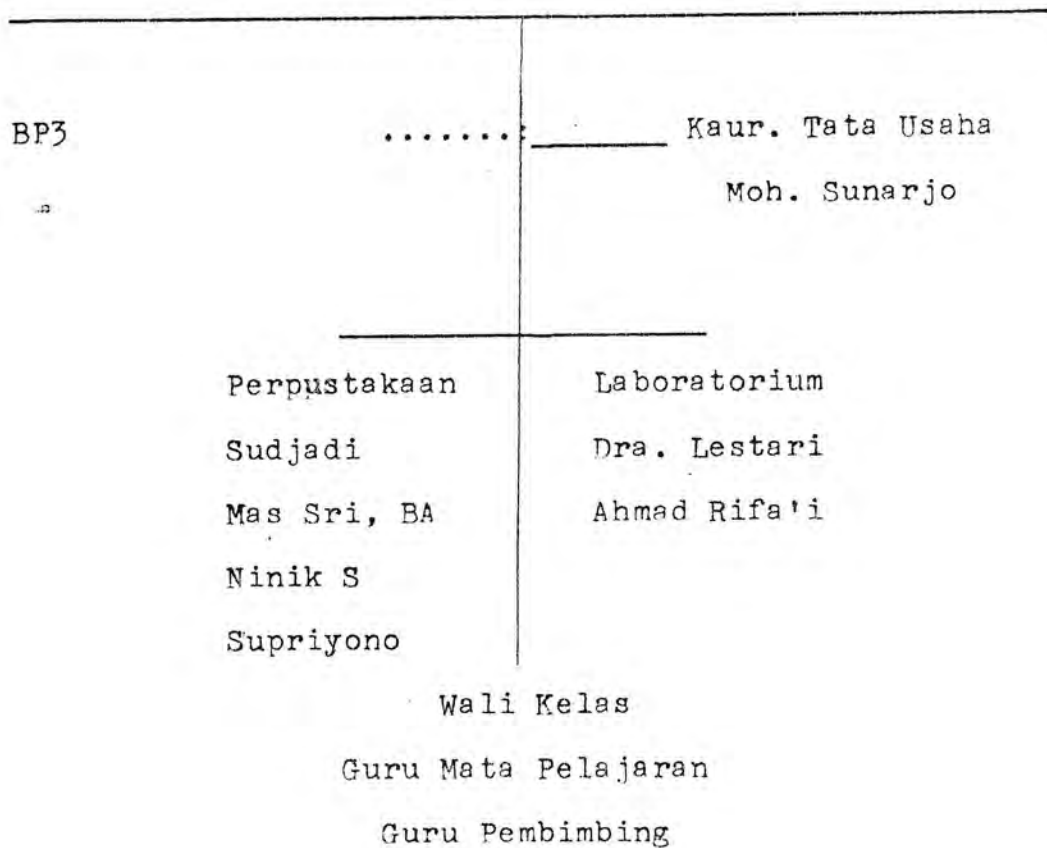 BP3 ....... Kaur. Tata Usaha
Moh. Sunarjo
Perpustakaan Laboratorium
Sudjadi Dra. Lestari
Mas Sri, BA Ahmad Rifa'i
Ninik S
Supriyono
Wali Kelas
Guru Mata Pelajaran
Guru Pembimbing